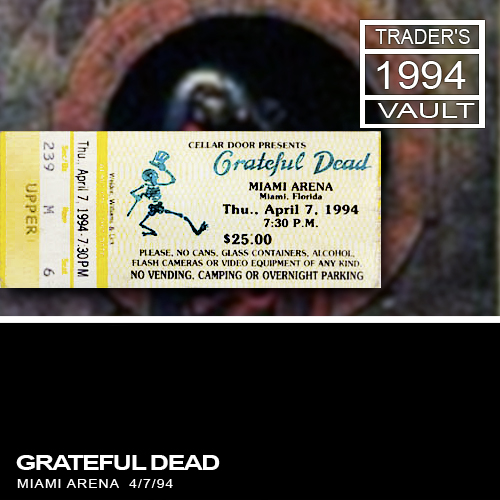 TRADER'S
1994
VAULT
CELLAR DOOR PRESENTS
Grateful Dead
MIAMI ARENA
Miami, Florida
Thu., April 7, 1994
7:30 P.M.
$25.00
PLEASE, NO CANS, GLASS CONTAINERS, ALCOHOL,
FLASH CAMERAS OR VIDEO EQUIPMENT OF ANY KIND.
NO VENDING, CAMPING OR OVERNIGHT PARKING
Thu., April 7, 1994 · 7:30PM
239 M 6
UPPER
GRATEFUL DEAD
MIAMI ARENA 4/7/94